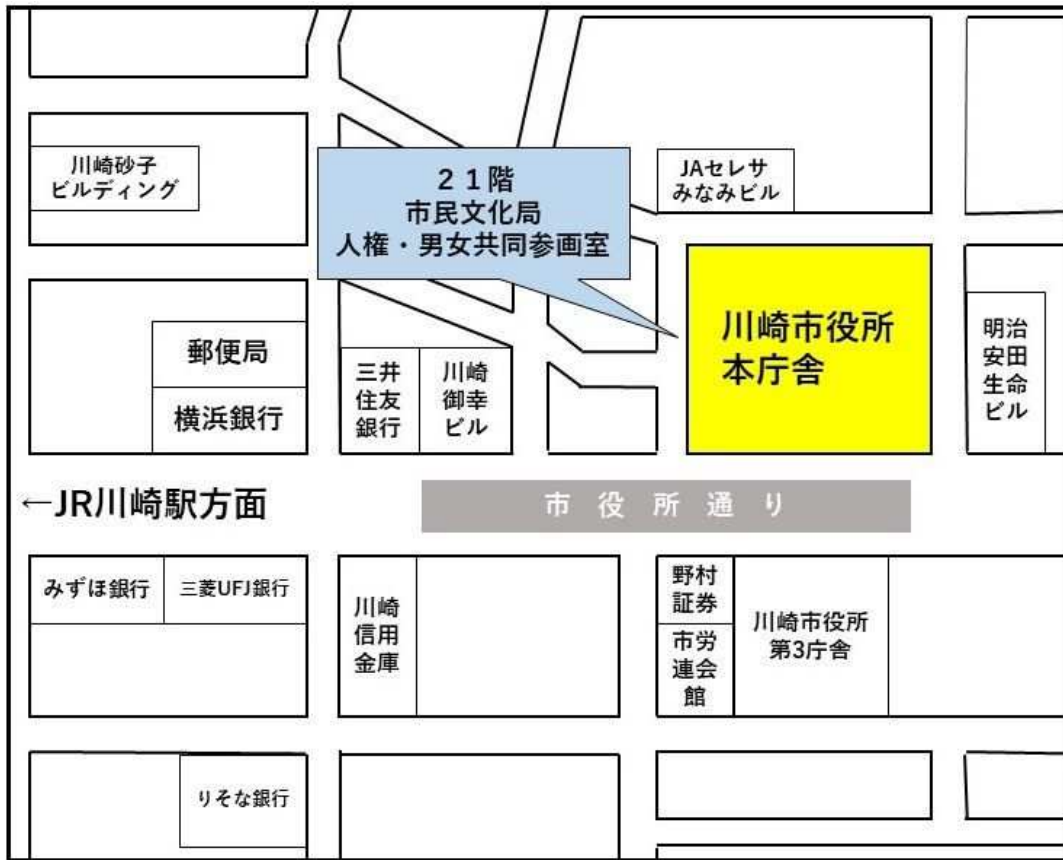 川崎砂子
ビルディング
２１階
市民文化局
人権・男女共同参画室
JAセレサ
みなみビル
郵便局
横浜銀行
三井
住友
銀行
川崎
御幸
ビル
川崎市役所
本庁舎
明治
安田
生命
ビル
←JR川崎駅方面
市役所通り
みずほ銀行
三菱UFJ銀行
川崎
信用
金庫
野村
証券
市労
連会
館
川崎市役所
第3庁舎
りそな銀行